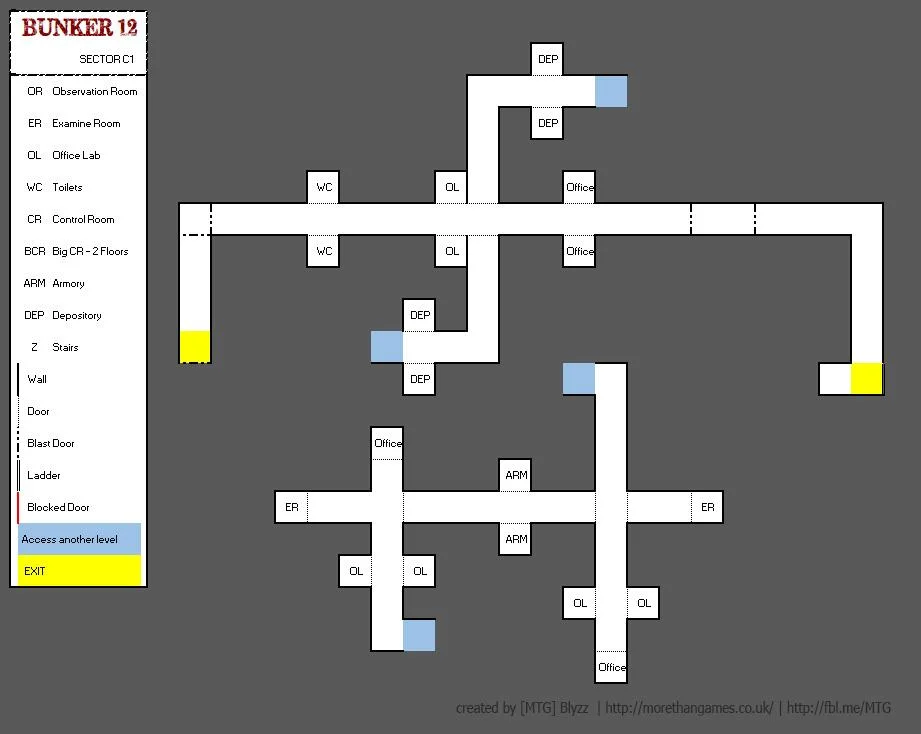 BUNKER 12
SECTOR C1
OR Observation Room
ER Examine Room
OL Office Lab
WC Toilets
CR Control Room
BCR Big CR - 2 Floors
ARM Armory
DEP Depository
Z Stairs
Wall
Door
Blast Door
Ladder
Blocked Door
Access another level
EXIT
DEP
DEP
WC
OL
Office
WC
OL
Office
DEP
DEP
Office
ARM
ER
ER
ARM
OL
OL
OL
OL
Office
created by [MTG] Blyzz | http://morethangames.co.uk/ | http://fbl.me/MTG